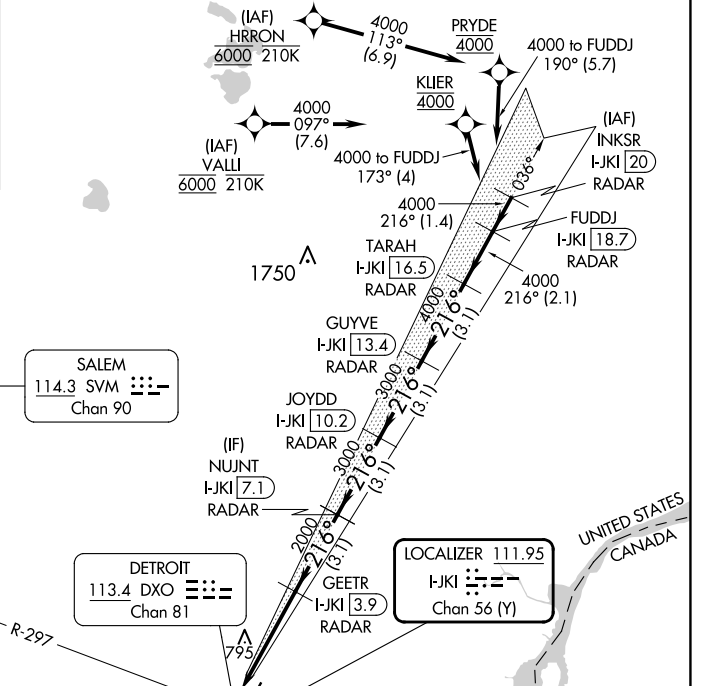 (IAF)
HRRON
6000 210K
4000
113°
(6.9)
PRYDE
4000
4000 to FUDDJ
190° (5.7)
KLIER
4000
4000
097°
(7.6)
(IAF)
VALLI
6000 210K
4000 to FUDDJ
173° (4)
(IAF)
INKSR
I-JKI 20
RADAR
036°
4000
216° (1.4)
FUDDJ
I-JKI 18.7
RADAR
TARAH
I-JKI 16.5
RADAR
4000
216° (2.1)
1750
4000
216°
(3.1)
GUYVE
I-JKI 13.4
RADAR
3000
216°
(3.1)
SALEM
114.3 SVM
Chan 90
JOYDD
I-JKI 10.2
RADAR
3000
216°
(3.1)
(IF)
NUJNT
I-JKI 7.1
RADAR
2000
216°
(3.1)
UNITED STATES
CANADA
LOCALIZER 111.95
I-JKI
Chan 56 (Y)
DETROIT
113.4 DXO
Chan 81
GEETR
I-JKI 3.9
RADAR
R-297
795